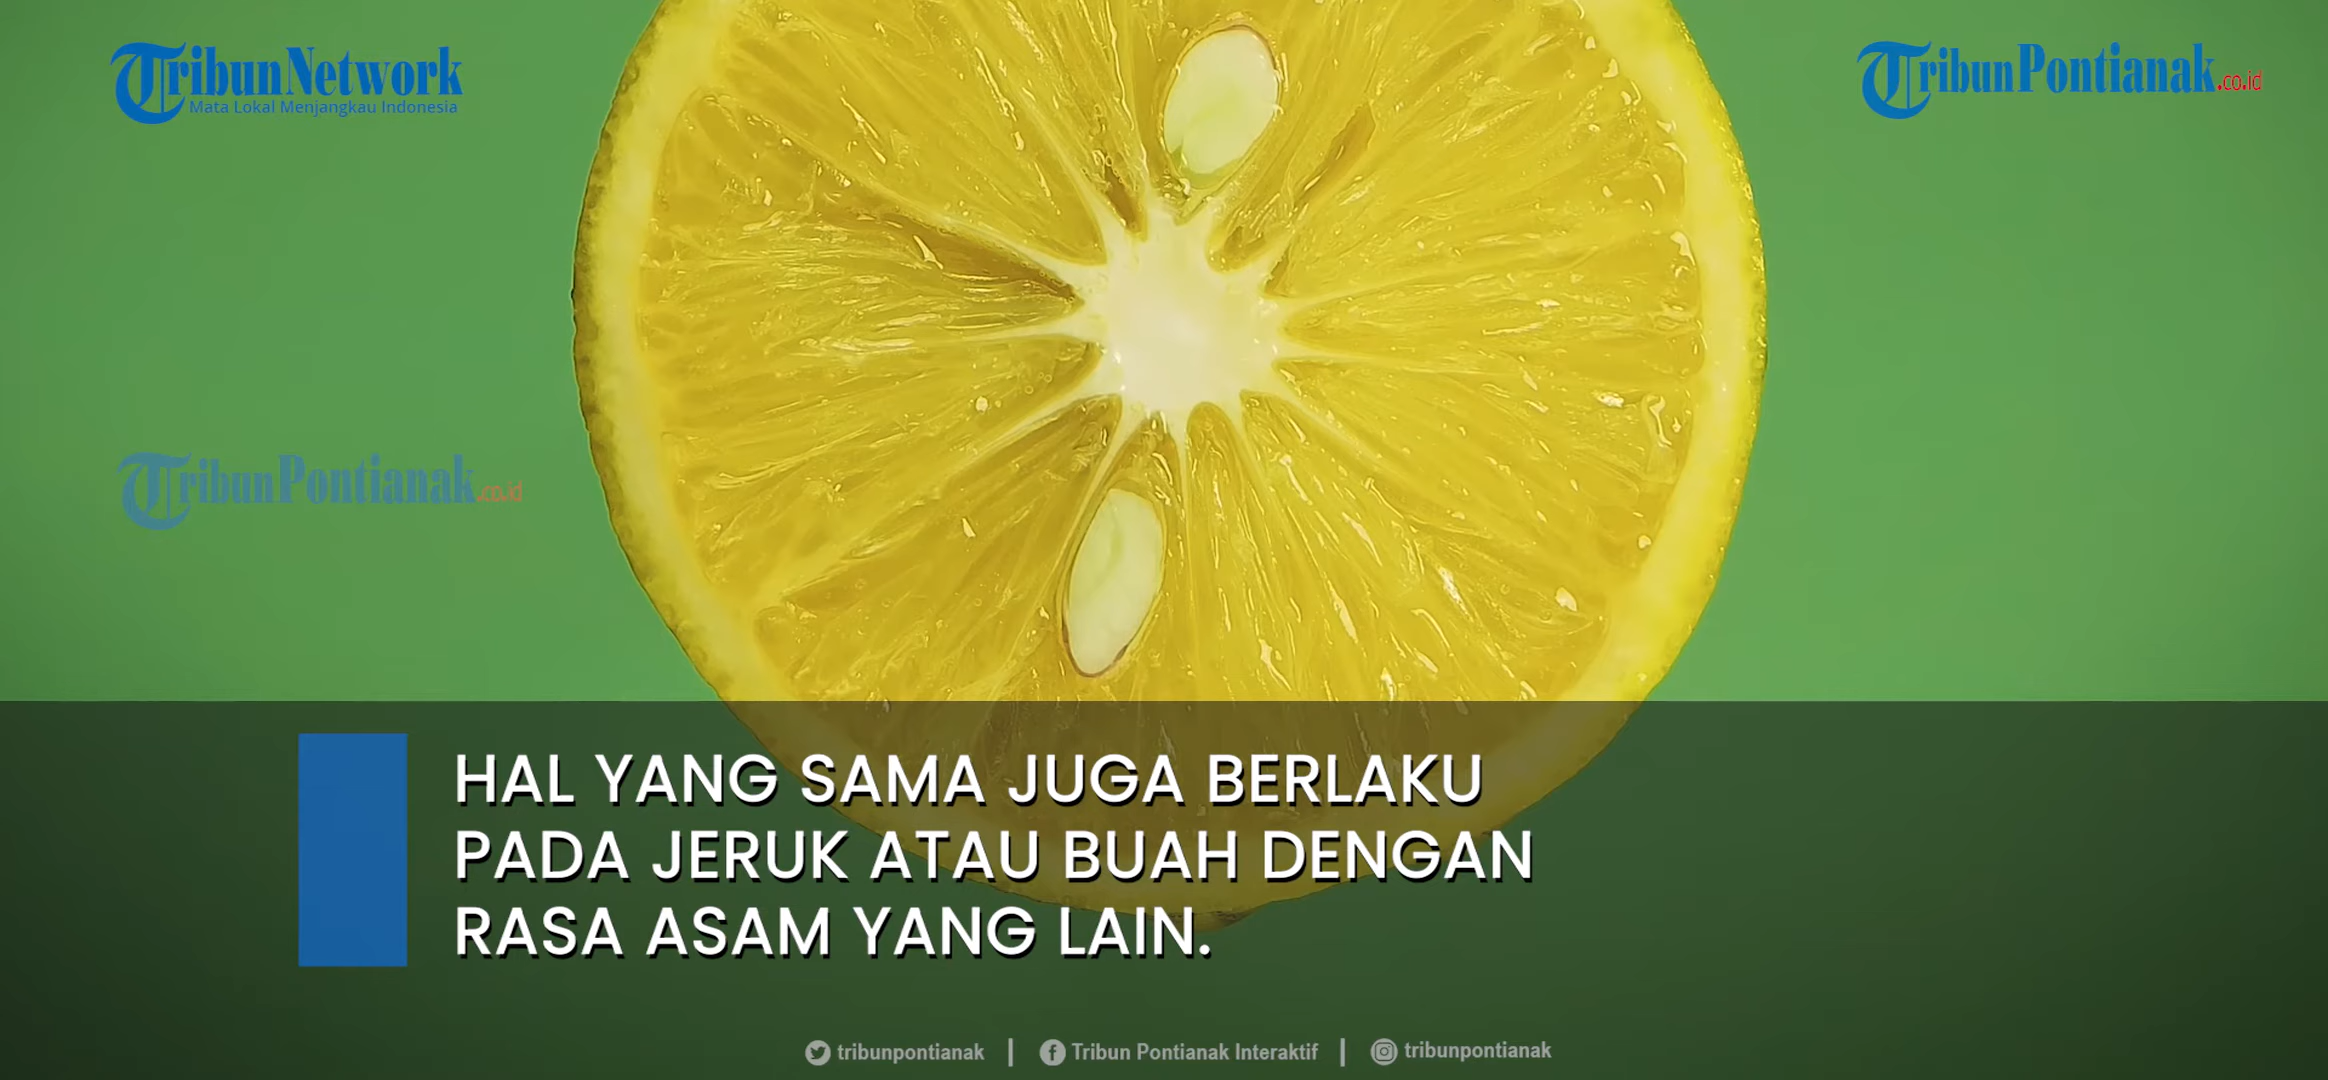 TribunNetwork
Mata Lokal Menjangkau Indonesia
TribunPontianak.co.id
TribunPontianak.co.id
HAL YANG SAMA JUGA BERLAKU
PADA JERUK ATAU BUAH DENGAN
RASA ASAM YANG LAIN.
tribunpontianak | Tribun Pontianak Interaktif | tribunpontianak